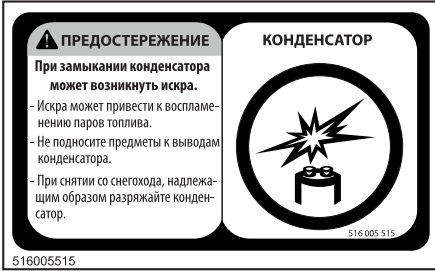 ПРЕДОСТЕРЕЖЕНИЕ
При замыкании конденсатора
может возникнуть искра.
- Искра может привести к воспламе-
нению паров топлива.
- Не подносите предметы к выводам
конденсатора.
- При снятии со снегохода, надлежа-
щим образом разряжайте конден-
сатор.
КОНДЕНСАТОР
516 005 515
516005515